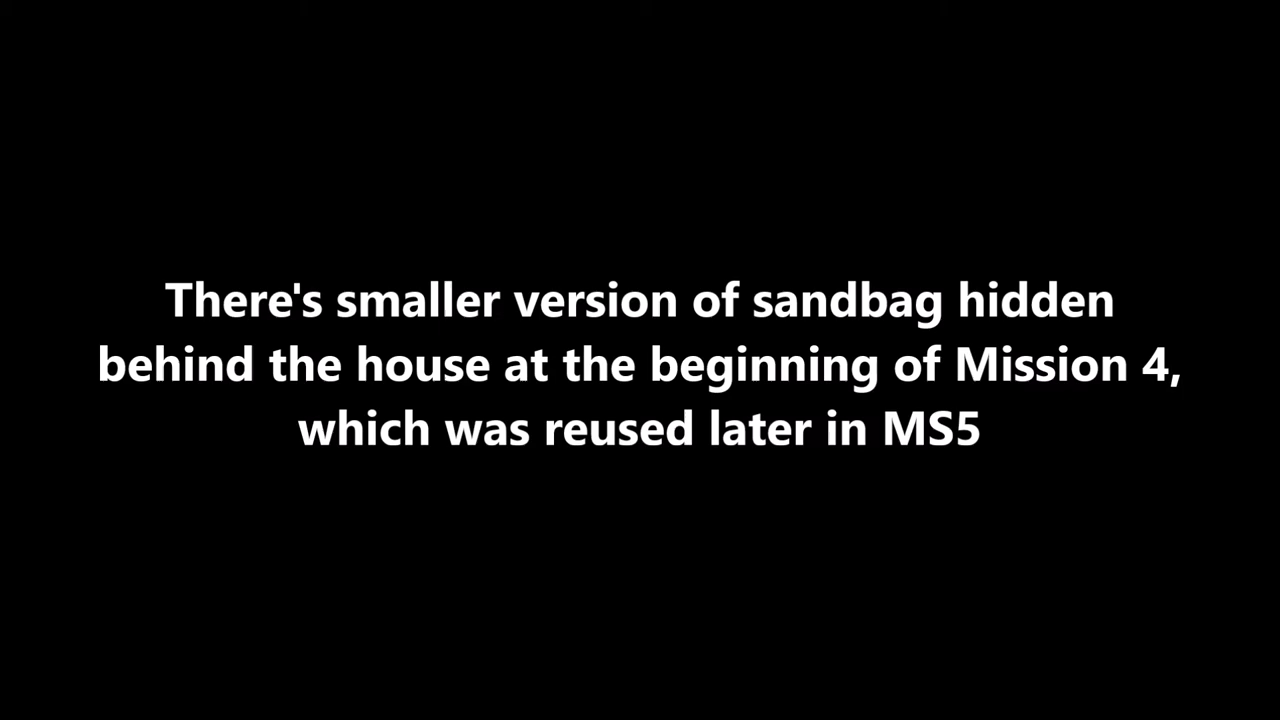 There's smaller version of sandbag hidden
behind the house at the beginning of Mission 4,
which was reused later in MS5